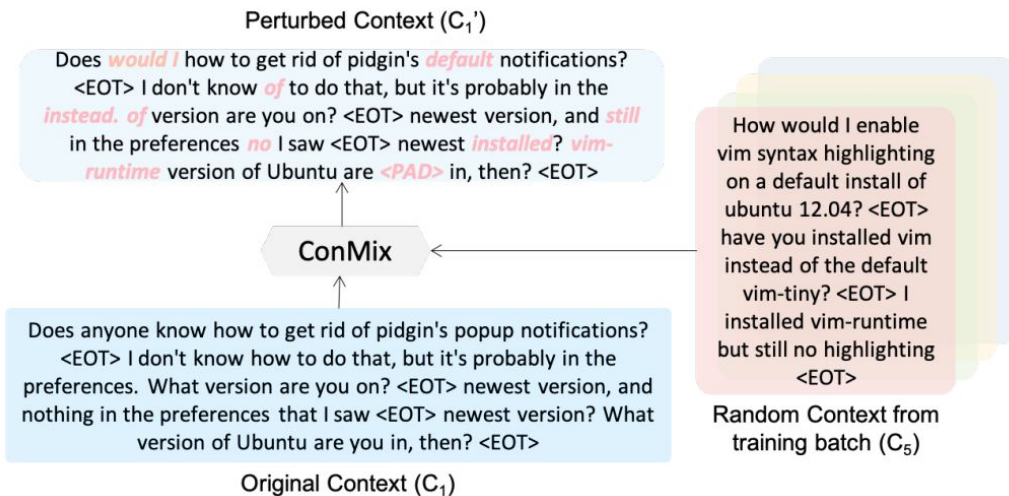 Perturbed Context (C₁’)
Does would I how to get rid of pidgin's default notifications?
<EOT> I don't know of to do that, but it's probably in the
instead. of version are you on? <EOT> newest version, and still
in the preferences no I saw <EOT> newest installed? vim-
runtime version of Ubuntu are <PAD> in, then? <EOT>
ConMix
Does anyone know how to get rid of pidgin's popup notifications?
<EOT> I don't know how to do that, but it's probably in the
preferences. What version are you on? <EOT> newest version, and
nothing in the preferences that I saw <EOT> newest version? What
version of Ubuntu are you in, then? <EOT>
Original Context (C₁)
How would I enable
vim syntax highlighting
on a default install of
ubuntu 12.04? <EOT>
have you installed vim
instead of the default
vim-tiny? <EOT> I
installed vim-runtime
but still no highlighting
<EOT>
Random Context from
training batch (C₅)